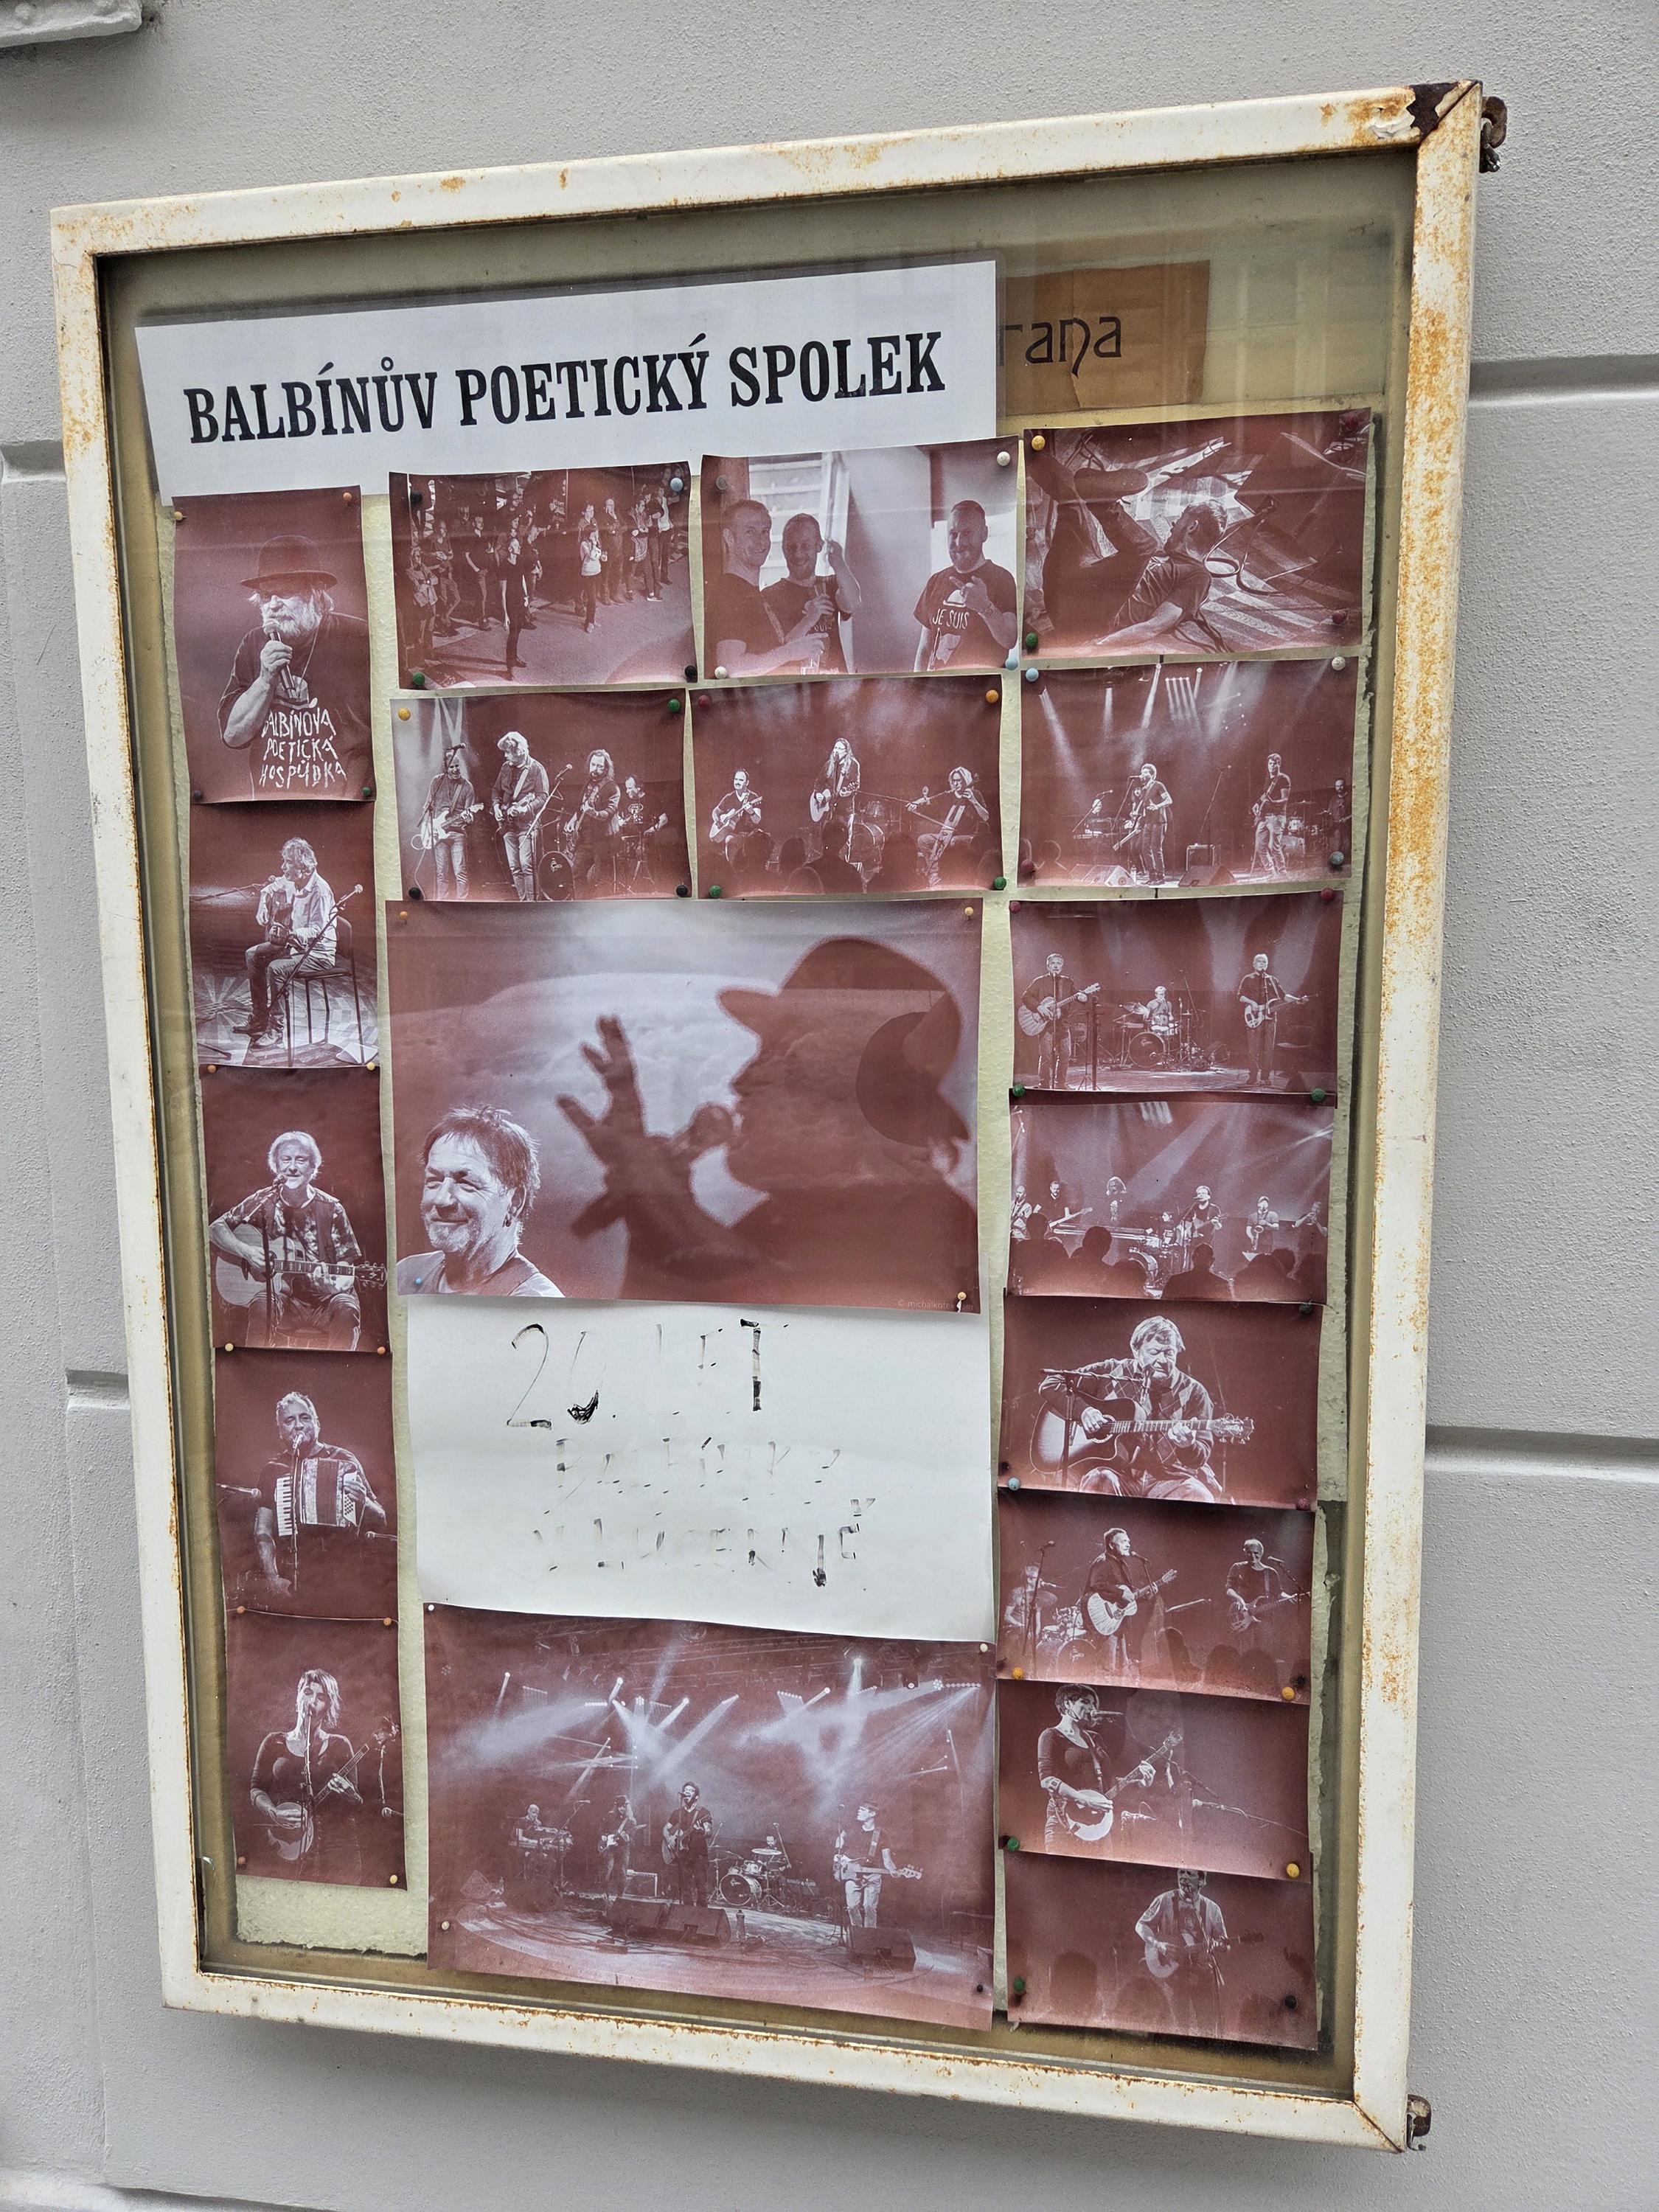 BALBÍNŮV POETICKÝ SPOLEK
rana
JE SUIS
BALBÍNOVA
POETICKÁ
HOSPŮDKA
20 LET
V LUCERNĚ